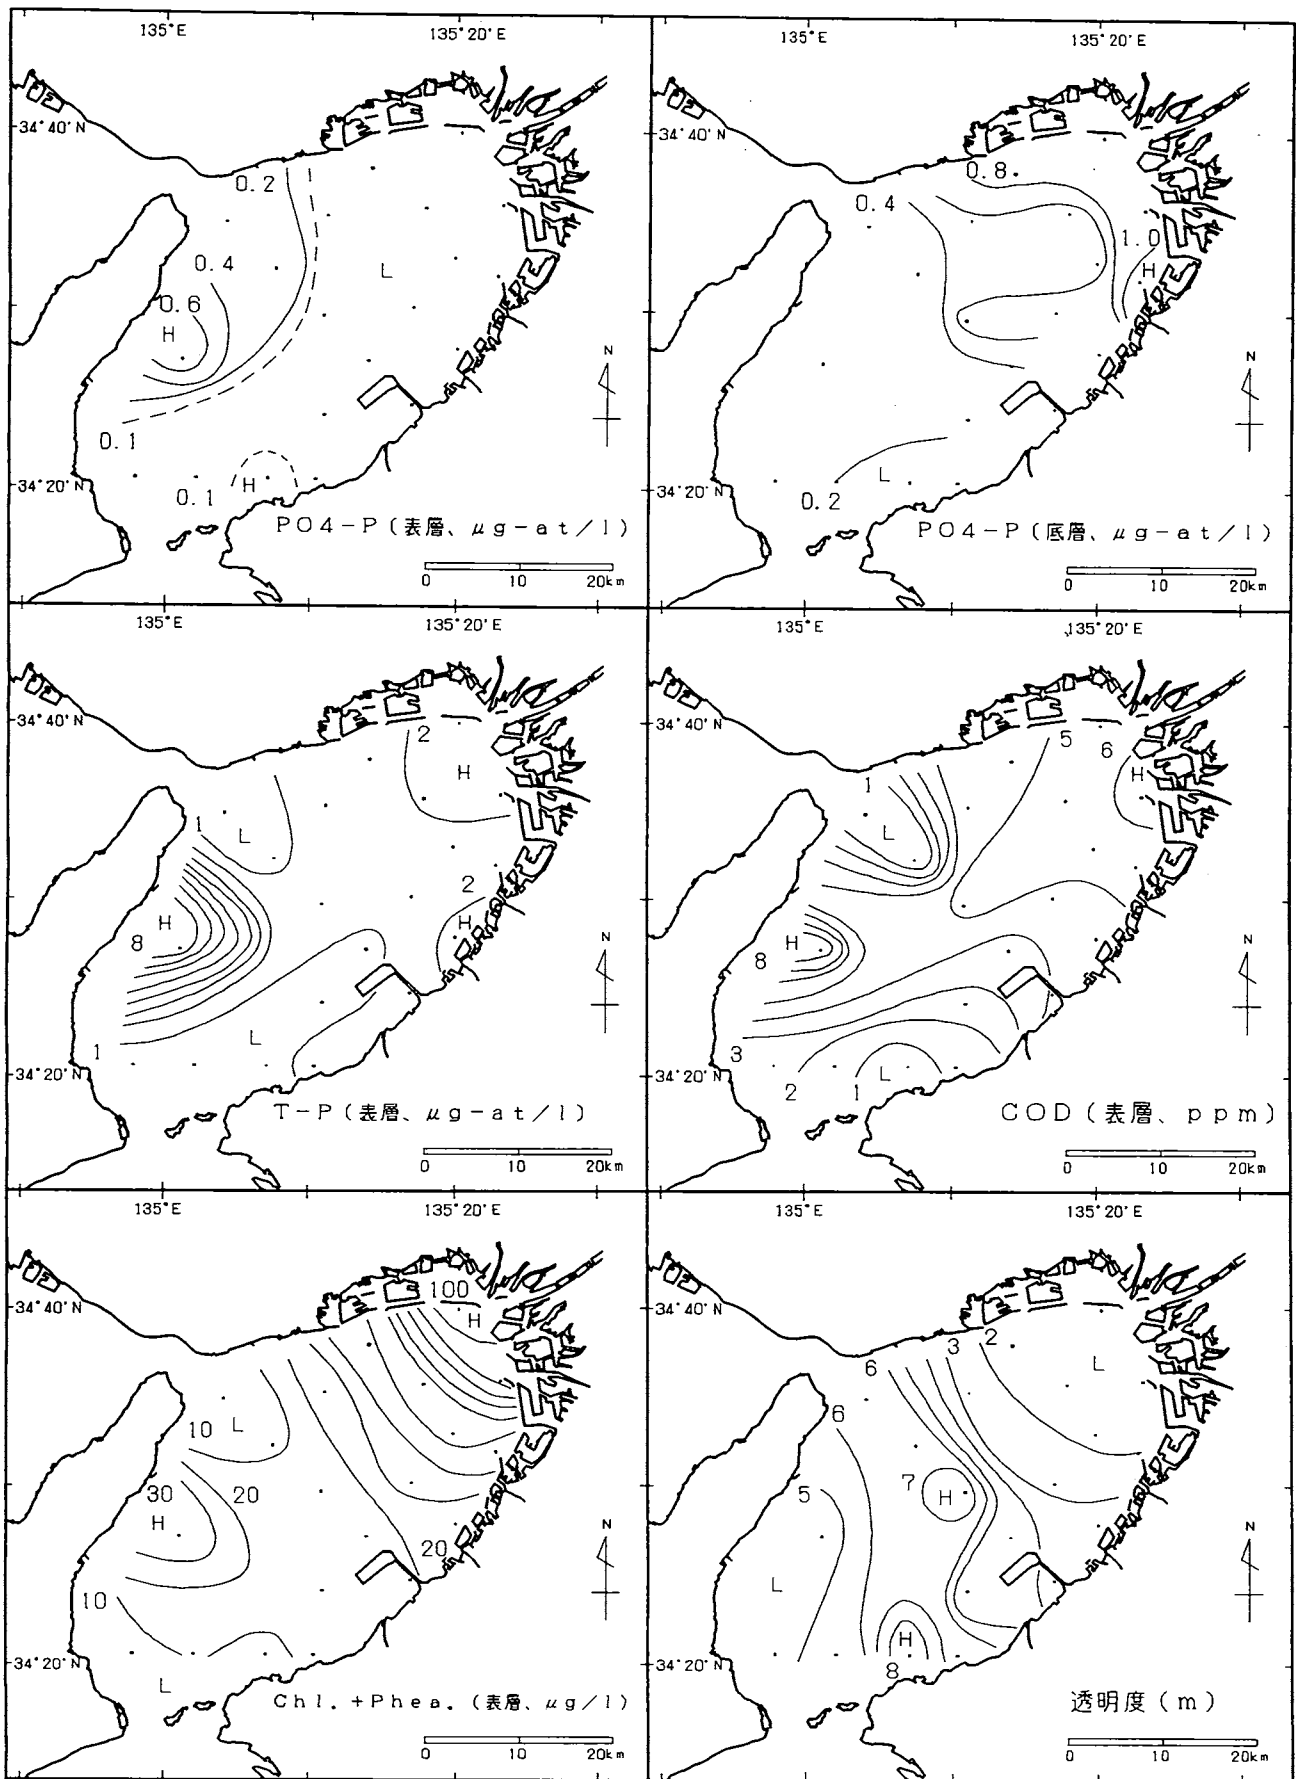 135°E 135°20'E
34°40'N
0.2
0.4
0.6
H
L
N
0.1
34°20'N
0.1 H
PO4-P (表層、μg-at/l)
0 10 20km
135°E 135°20'E
34°40'N
0.8
0.4
1.0
H
N
L
34°20'N
0.2
PO4-P (底層、μg-at/l)
0 10 20km
135°E 135°20'E
34°40'N
2
H
1
L
2
H
H
8
N
L
1
34°20'N
T-P (表層、μg-at/l)
0 10 20km
135°E 135°20'E
34°40'N
5
6
H
1
L
H
8
N
3
34°20'N
2 1 L
COD (表層、ppm)
0 10 20km
135°E 135°20'E
100
34°40'N
H
10 L
30 20
H
N
20
10
34°20'N
L
Chl.+Phea. (表層、μg/l)
0 10 20km
135°E 135°20'E
34°40'N
3 2
6
L
6
5
7 H
N
L
H
34°20'N
8
透明度 (m)
0 10 20km